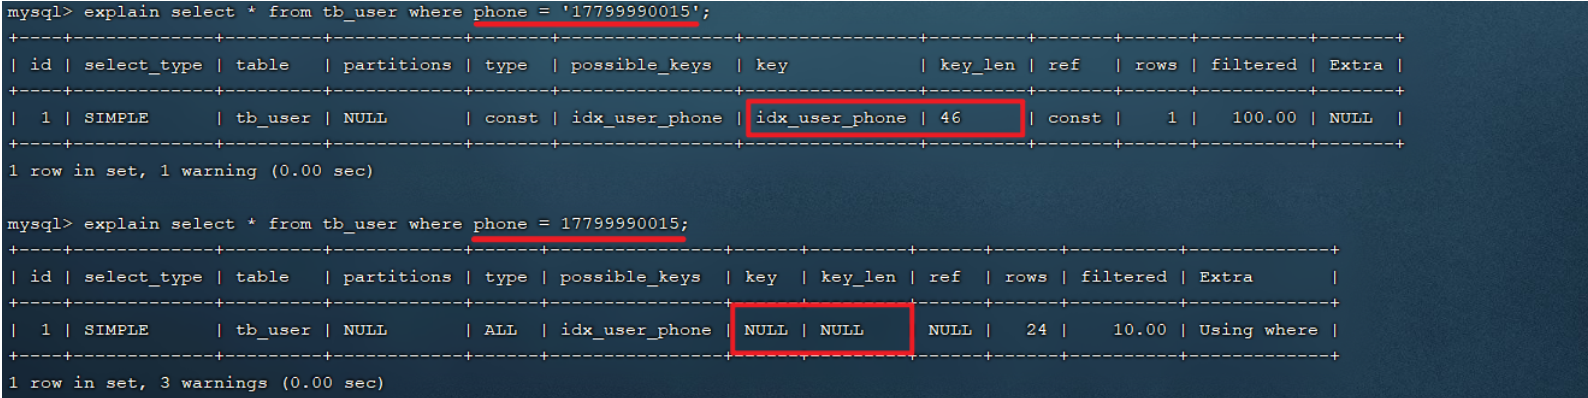 mysql> explain select * from tb_user where phone = '17799990015';
+----+-------------+---------+------------+-------+----------------+----------------+---------+-------+------+----------+-------+
| id | select_type | table   | partitions | type  | possible_keys  | key            | key_len | ref   | rows | filtered | Extra |
+----+-------------+---------+------------+-------+----------------+----------------+---------+-------+------+----------+-------+
|  1 | SIMPLE      | tb_user | NULL       | const | idx_user_phone | idx_user_phone | 46      | const |    1 |   100.00 | NULL  |
+----+-------------+---------+------------+-------+----------------+----------------+---------+-------+------+----------+-------+
1 row in set, 1 warning (0.00 sec)
mysql> explain select * from tb_user where phone = 17799990015;
+----+-------------+---------+------------+------+----------------+------+---------+------+------+----------+-------------+
| id | select_type | table   | partitions | type | possible_keys  | key  | key_len | ref  | rows | filtered | Extra       |
+----+-------------+---------+------------+------+----------------+------+---------+------+------+----------+-------------+
|  1 | SIMPLE      | tb_user | NULL       | ALL  | idx_user_phone | NULL | NULL    | NULL |   24 |    10.00 | Using where |
+----+-------------+---------+------------+------+----------------+------+---------+------+------+----------+-------------+
1 row in set, 3 warnings (0.00 sec)